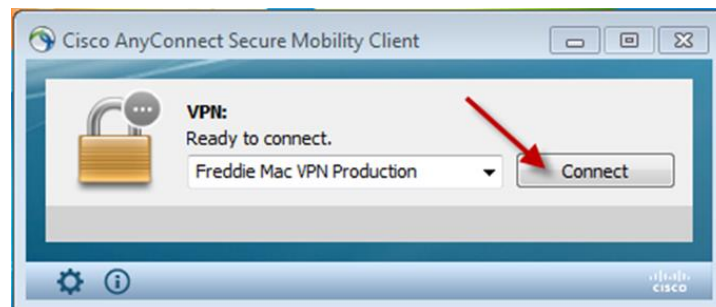 Cisco AnyConnect Secure Mobility Client
VPN:
Ready to connect.
Freddie Mac VPN Production
Connect
CISCO